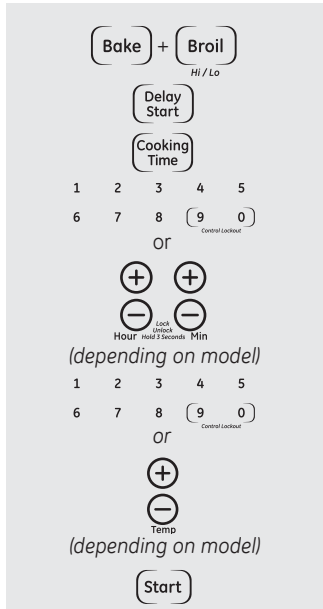 Bake + Broil
Hi / Lo
Delay
Start
Cooking
Time
1 2 3 4 5
6 7 8 9 0
Control Lockout
or
+ +
- -
Lock
Unlock
Hour Hold 3 Seconds Min
(depending on model)
1 2 3 4 5
6 7 8 9 0
Control Lockout
or
+
-
Temp
(depending on model)
Start